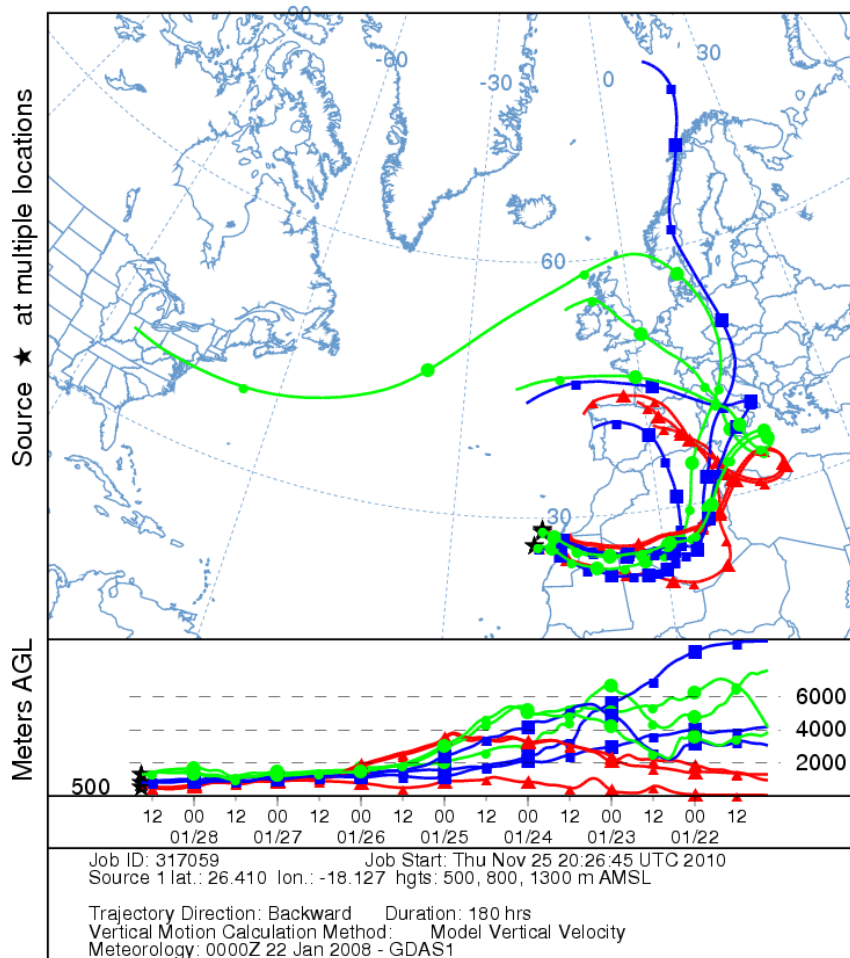 -90
-60
-30
0
30
60
30
Source ★ at multiple locations
Meters AGL
6000
4000
2000
500
12 00 12 00 12 00 12 00 12 00 12 00 12 00 12
01/28 01/27 01/26 01/25 01/24 01/23 01/22
Job ID: 317059 Job Start: Thu Nov 25 20:26:45 UTC 2010
Source 1 lat.: 26.410 lon.: -18.127 hgts: 500, 800, 1300 m AMSL
Trajectory Direction: Backward Duration: 180 hrs
Vertical Motion Calculation Method: Model Vertical Velocity
Meteorology: 0000Z 22 Jan 2008 - GDAS1